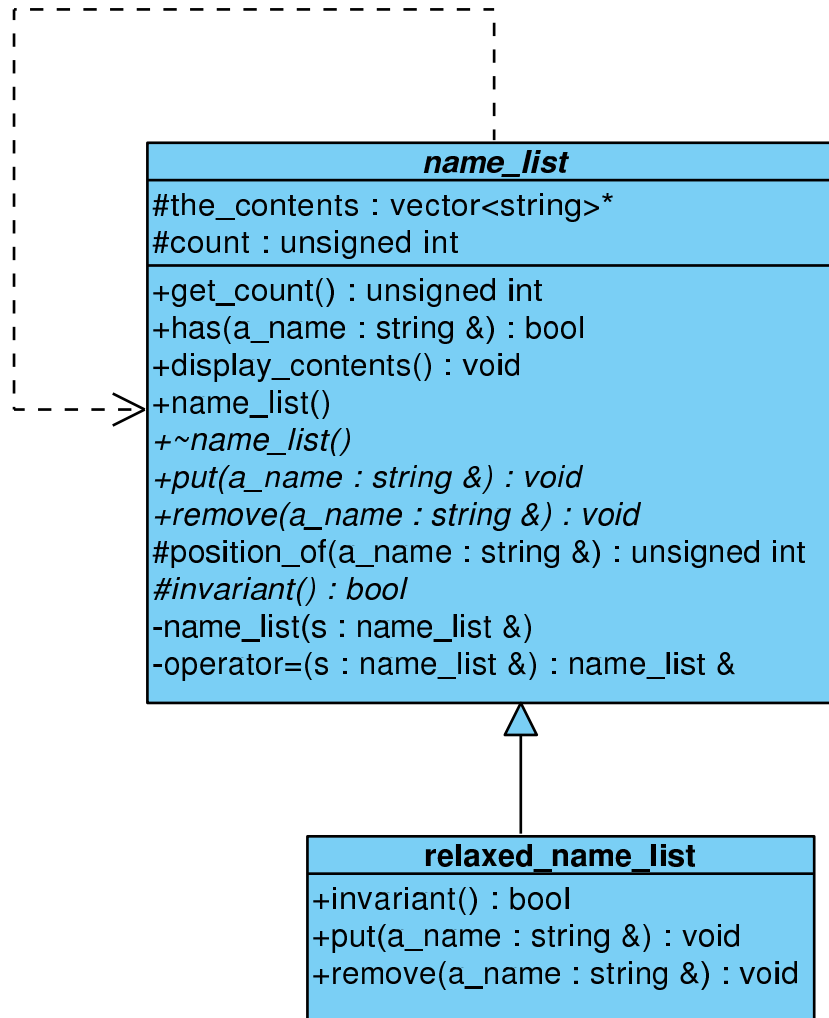 name_list
#the_contents : vector<string>*
#count : unsigned int
+get_count() : unsigned int
+has(a_name : string &) : bool
+display_contents() : void
+name_list()
+~name_list()
+put(a_name : string &) : void
+remove(a_name : string &) : void
#position_of(a_name : string &) : unsigned int
#invariant() : bool
-name_list(s : name_list &)
-operator=(s : name_list &) : name_list &
relaxed_name_list
+invariant() : bool
+put(a_name : string &) : void
+remove(a_name : string &) : void